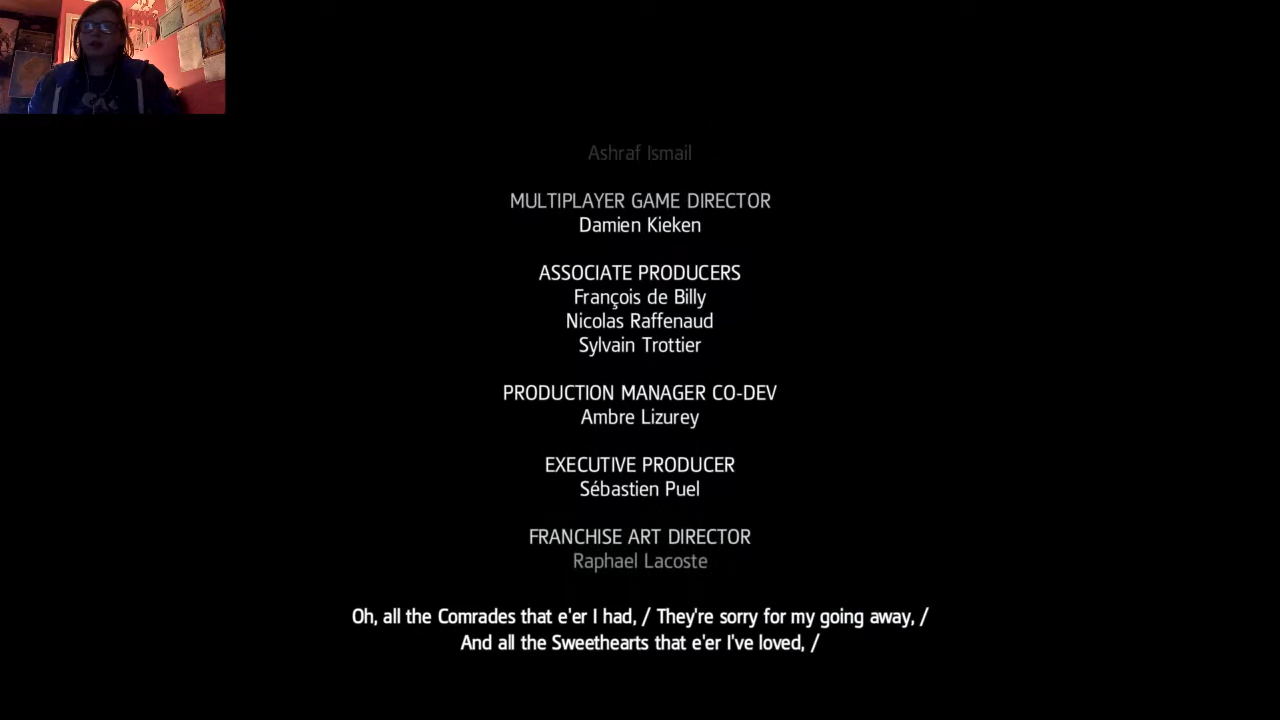 Ashraf Ismail
MULTIPLAYER GAME DIRECTOR
Damien Kieken
ASSOCIATE PRODUCERS
François de Billy
Nicolas Raffenaud
Sylvain Trottier
PRODUCTION MANAGER CO-DEV
Ambre Lizurey
EXECUTIVE PRODUCER
Sébastien Puel
FRANCHISE ART DIRECTOR
Raphael Lacoste
Oh, all the Comrades that e'er I had, / They're sorry for my going away, /
And all the Sweethearts that e'er I've loved, /